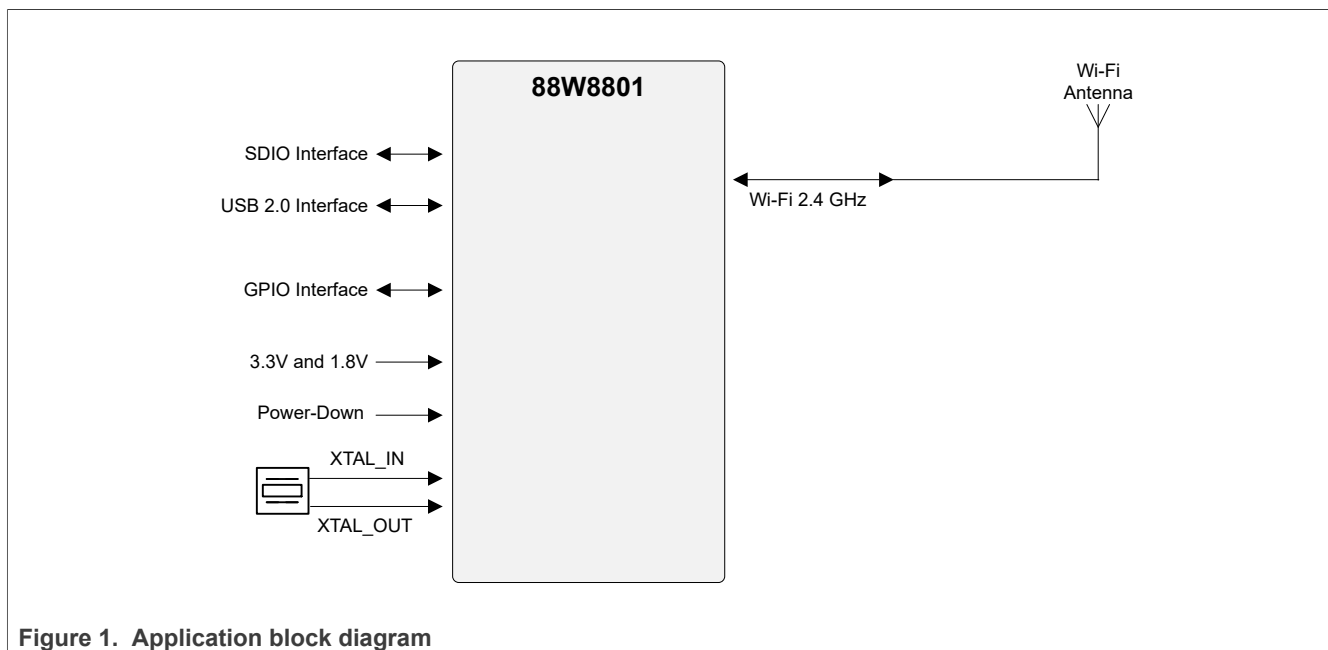 88W8801
Wi-Fi
Antenna
SDIO Interface
USB 2.0 Interface
Wi-Fi 2.4 GHz
GPIO Interface
3.3V and 1.8V
Power-Down
XTAL_IN
XTAL_OUT
Figure 1. Application block diagram